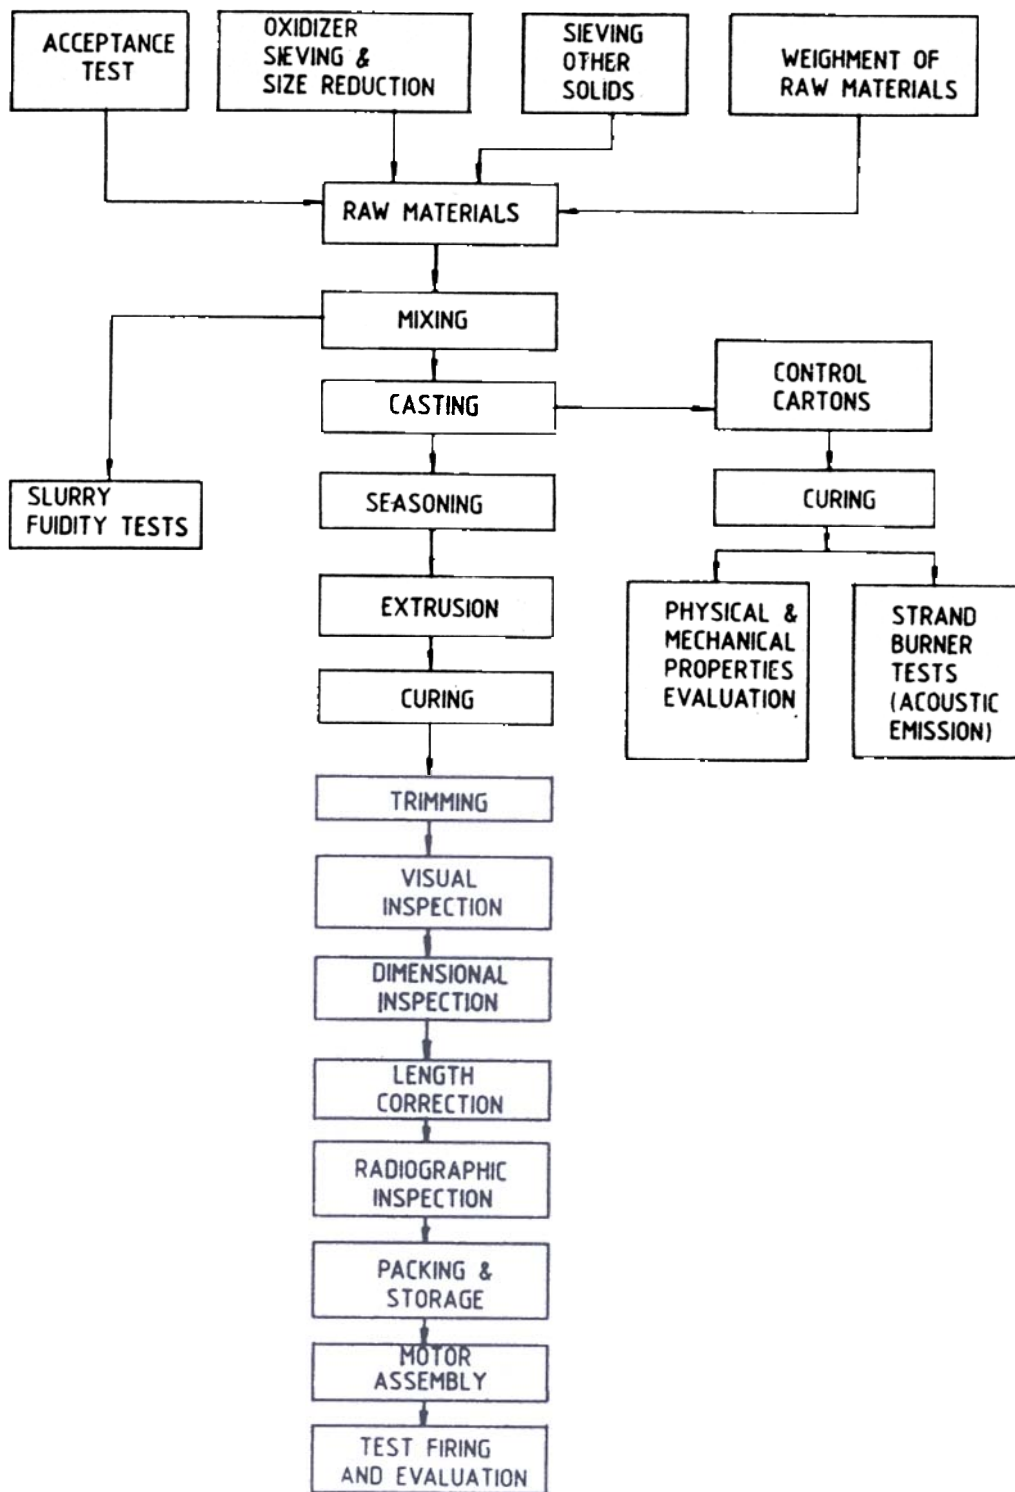 ACCEPTANCE
TEST
OXIDIZER
SIEVING &
SIZE REDUCTION
SIEVING
OTHER
SOLIDS
WEIGHMENT OF
RAW MATERIALS
RAW MATERIALS
MIXING
CASTING
CONTROL
CARTONS
SLURRY
FUIDITY TESTS
SEASONING
CURING
EXTRUSION
PHYSICAL &
MECHANICAL
PROPERTIES
EVALUATION
STRAND
BURNER
TESTS
(ACOUSTIC
EMISSION)
CURING
TRIMMING
VISUAL
INSPECTION
DIMENSIONAL
INSPECTION
LENGTH
CORRECTION
RADIOGRAPHIC
INSPECTION
PACKING &
STORAGE
MOTOR
ASSEMBLY
TEST FIRING
AND EVALUATION